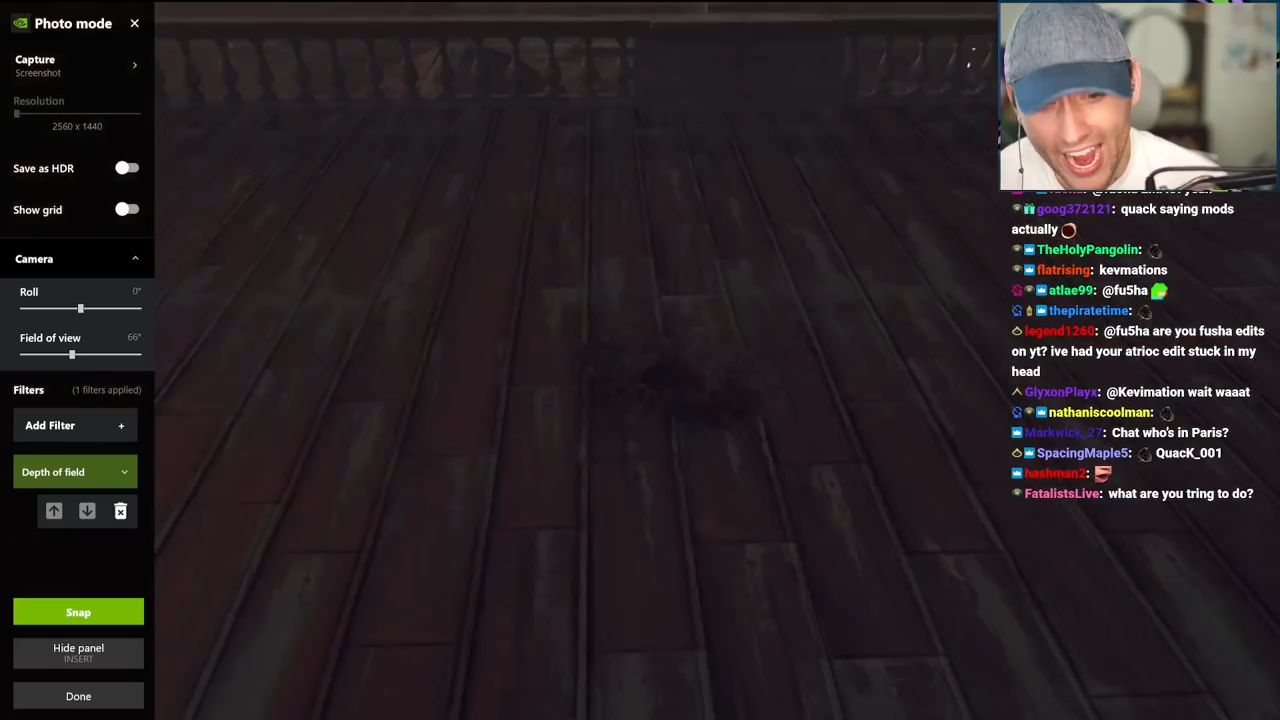 Photo mode
Capture
Screenshot
Resolution
2560 x 1440
Save as HDR
Show grid
Camera
Roll 0°
Field of view 66°
Filters (1 filters applied)
Add Filter +
Depth of field
Snap
Hide panel
INSERT
Done
goog372121: quack saying mods
actually
TheHolyPangolin:
flatrising: kevmations
atlae99: @fu5ha
thepiratetime:
legend1260: @fu5ha are you fusha edits
on yt? ive had your atrioc edit stuck in my
head
GlyxonPlayx: @Kevimation wait waaat
nathaniscoolman:
Markwick_27: Chat who's in Paris?
SpacingMaple5: QuacK_001
hashman2:
FatalistsLive: what are you tring to do?